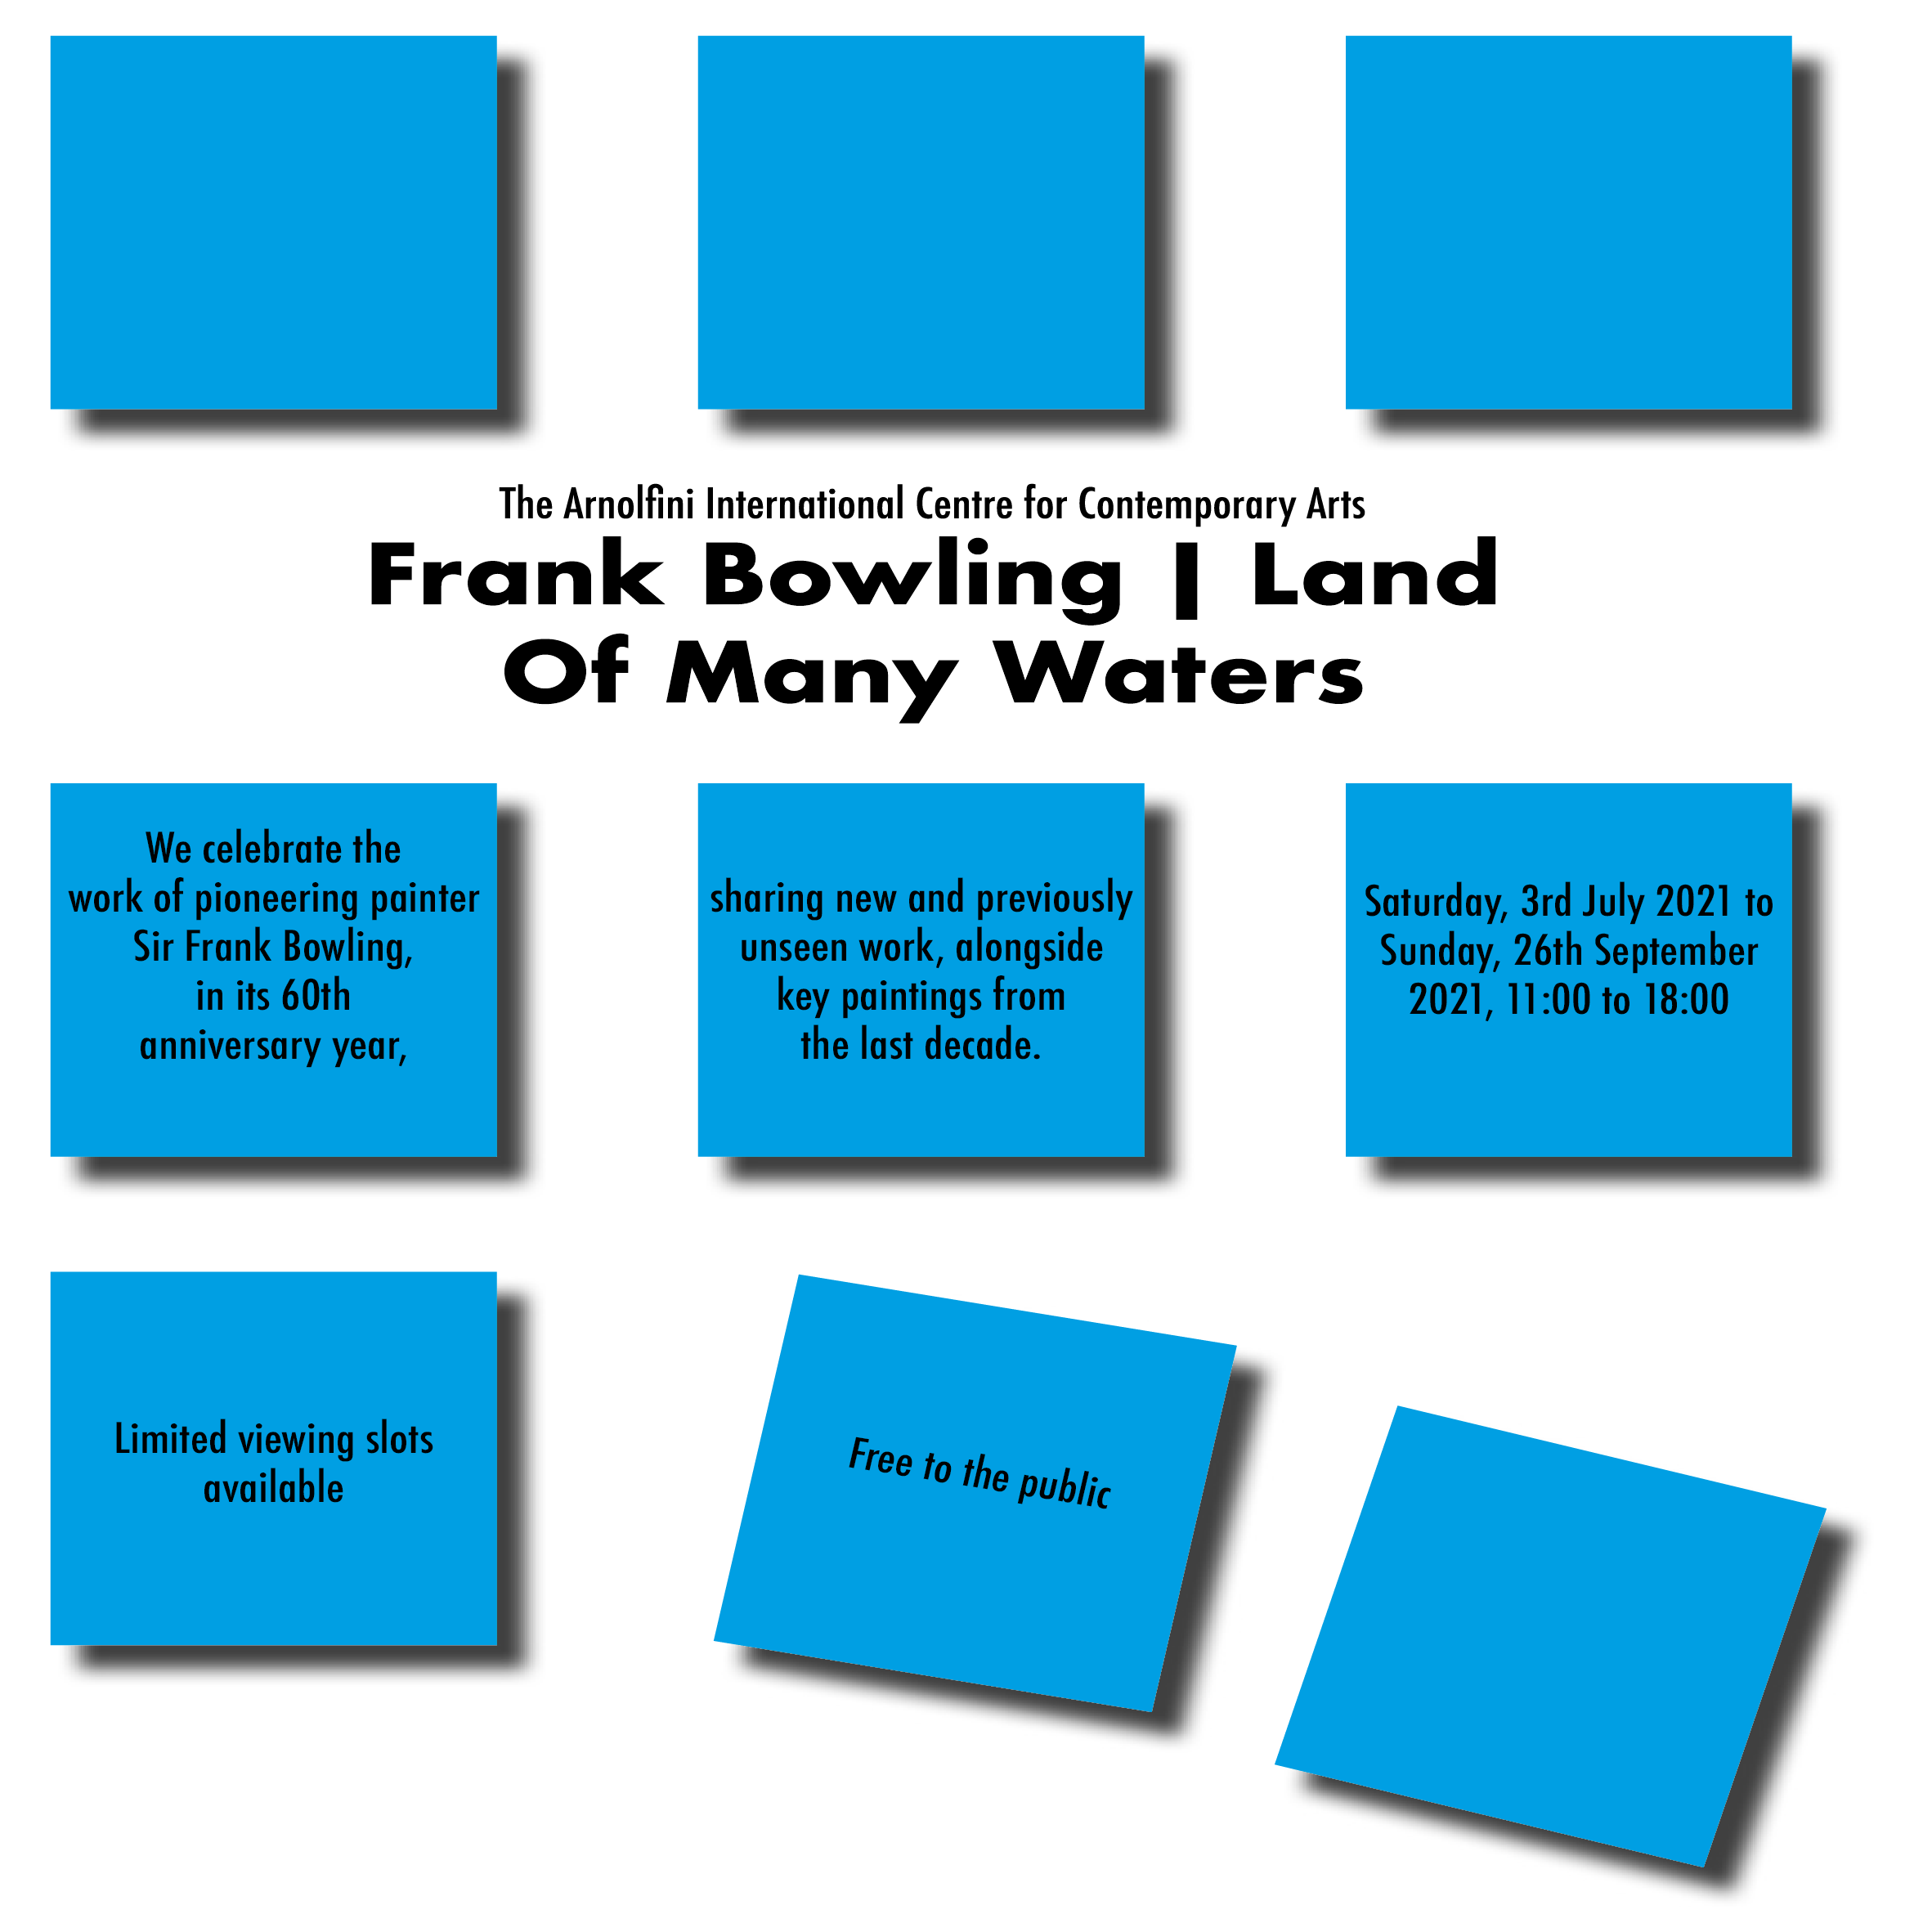 The Arnolfini International Centre for Contemporary Arts
Frank Bowling | Land
Of Many Waters
We celebrate the
work of pioneering painter
Sir Frank Bowling,
in its 60th
anniversary year,
sharing new and previously
unseen work, alongside
key paintings from
the last decade.
Saturday, 3rd July 2021 to
Sunday, 26th September
2021, 11:00 to 18:00
Limited viewing slots
available
Free to the public